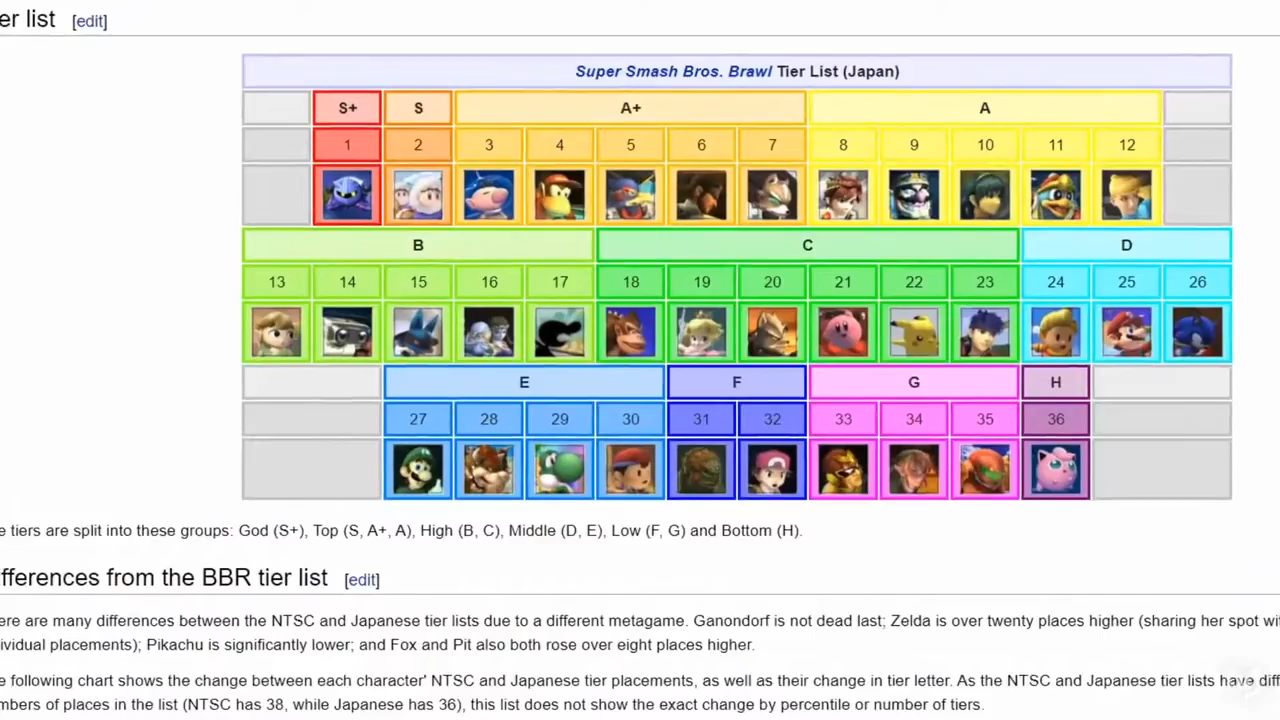 er list [edit]
Super Smash Bros. Brawl Tier List (Japan)
S+ S A+ A
1 2 3 4 5 6 7 8 9 10 11 12
B C D
13 14 15 16 17 18 19 20 21 22 23 24 25 26
E F G H
27 28 29 30 31 32 33 34 35 36
e tiers are split into these groups: God (S+), Top (S, A+, A), High (B, C), Middle (D, E), Low (F, G) and Bottom (H).
fferences from the BBR tier list [edit]
ere are many differences between the NTSC and Japanese tier lists due to a different metagame. Ganondorf is not dead last; Zelda is over twenty places higher (sharing her spot wi
ividual placements); Pikachu is significantly lower; and Fox and Pit also both rose over eight places higher.
e following chart shows the change between each character' NTSC and Japanese tier placements, as well as their change in tier letter. As the NTSC and Japanese tier lists have diff
mbers of places in the list (NTSC has 38, while Japanese has 36), this list does not show the exact change by percentile or number of tiers.